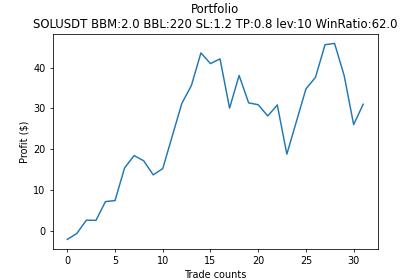 Portfolio
SOLUSDT BBM:2.0 BBL:220 SL:1.2 TP:0.8 lev:10 WinRatio:62.0
40
30
20
10
0
Profit ($)
0 5 10 15 20 25 30
Trade counts